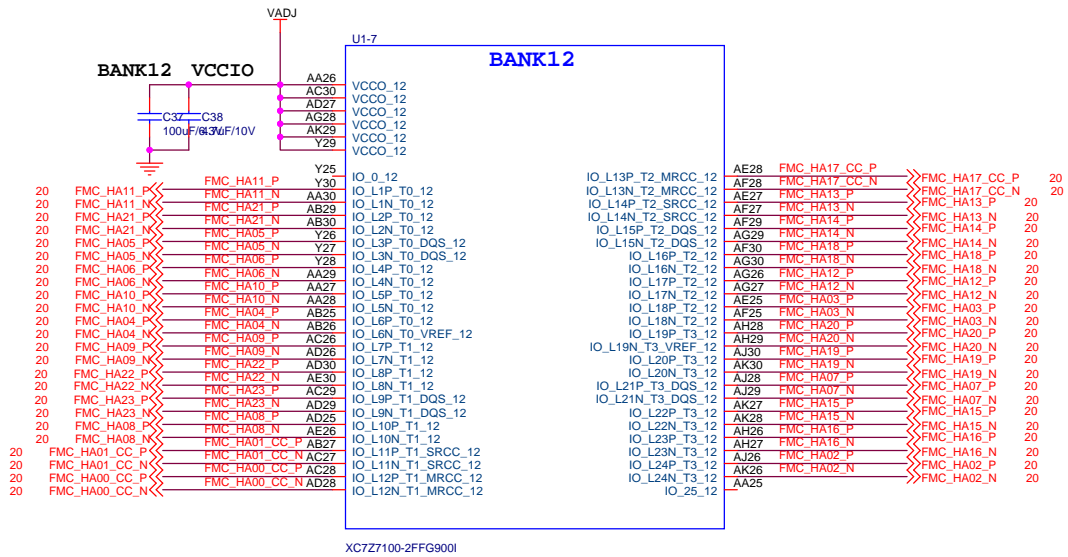 VADJ
U1-7
BANK12
BANK12 VCCIO
AA26 VCCO_12
AC30 VCCO_12
AD27 VCCO_12
AG28 VCCO_12
AK29 VCCO_12
Y29 VCCO_12
C37 100uF/6.3V
C38 4.7uF/10V
Y25 IO_0_12
20 FMC_HA11_P FMC_HA11_P Y30 IO_L1P_T0_12
20 FMC_HA11_N FMC_HA11_N AA30 IO_L1N_T0_12
20 FMC_HA21_P FMC_HA21_P AB29 IO_L2P_T0_12
20 FMC_HA21_N FMC_HA21_N AB30 IO_L2N_T0_12
20 FMC_HA05_P FMC_HA05_P Y26 IO_L3P_T0_DQS_12
20 FMC_HA05_N FMC_HA05_N Y27 IO_L3N_T0_DQS_12
20 FMC_HA06_P FMC_HA06_P Y28 IO_L4P_T0_12
20 FMC_HA06_N FMC_HA06_N AA29 IO_L4N_T0_12
20 FMC_HA10_P FMC_HA10_P AA27 IO_L5P_T0_12
20 FMC_HA10_N FMC_HA10_N AA28 IO_L5N_T0_12
20 FMC_HA04_P FMC_HA04_P AB25 IO_L6P_T0_12
20 FMC_HA04_N FMC_HA04_N AB26 IO_L6N_T0_VREF_12
20 FMC_HA09_P FMC_HA09_P AC26 IO_L7P_T1_12
20 FMC_HA09_N FMC_HA09_N AD26 IO_L7N_T1_12
20 FMC_HA22_P FMC_HA22_P AD30 IO_L8P_T1_12
20 FMC_HA22_N FMC_HA22_N AE30 IO_L8N_T1_12
20 FMC_HA23_P FMC_HA23_P AC29 IO_L9P_T1_DQS_12
20 FMC_HA23_N FMC_HA23_N AD29 IO_L9N_T1_DQS_12
20 FMC_HA08_P FMC_HA08_P AD25 IO_L10P_T1_12
20 FMC_HA08_N FMC_HA08_N AE26 IO_L10N_T1_12
20 FMC_HA01_CC_P FMC_HA01_CC_P AB27 IO_L11P_T1_SRCC_12
20 FMC_HA01_CC_N FMC_HA01_CC_N AC27 IO_L11N_T1_SRCC_12
20 FMC_HA00_CC_P FMC_HA00_CC_P AC28 IO_L12P_T1_MRCC_12
20 FMC_HA00_CC_N FMC_HA00_CC_N AD28 IO_L12N_T1_MRCC_12
IO_L13P_T2_MRCC_12 AE28 FMC_HA17_CC_P FMC_HA17_CC_P 20
IO_L13N_T2_MRCC_12 AF28 FMC_HA17_CC_N FMC_HA17_CC_N 20
IO_L14P_T2_SRCC_12 AE27 FMC_HA13_P FMC_HA13_P 20
IO_L14N_T2_SRCC_12 AF27 FMC_HA13_N FMC_HA13_N 20
IO_L15P_T2_DQS_12 AF29 FMC_HA14_P FMC_HA14_P 20
IO_L15N_T2_DQS_12 AG29 FMC_HA14_N FMC_HA14_N 20
IO_L16P_T2_12 AF30 FMC_HA18_P FMC_HA18_P 20
IO_L16N_T2_12 AG30 FMC_HA18_N FMC_HA18_N 20
IO_L17P_T2_12 AG26 FMC_HA12_P FMC_HA12_P 20
IO_L17N_T2_12 AG27 FMC_HA12_N FMC_HA12_N 20
IO_L18P_T2_12 AE25 FMC_HA03_P FMC_HA03_P 20
IO_L18N_T2_12 AF25 FMC_HA03_N FMC_HA03_N 20
IO_L19P_T3_12 AH28 FMC_HA20_P FMC_HA20_P 20
IO_L19N_T3_VREF_12 AH29 FMC_HA20_N FMC_HA20_N 20
IO_L20P_T3_12 AJ30 FMC_HA19_P FMC_HA19_P 20
IO_L20N_T3_12 AK30 FMC_HA19_N FMC_HA19_N 20
IO_L21P_T3_DQS_12 AJ28 FMC_HA07_P FMC_HA07_P 20
IO_L21N_T3_DQS_12 AJ29 FMC_HA07_N FMC_HA07_N 20
IO_L22P_T3_12 AK27 FMC_HA15_P FMC_HA15_P 20
IO_L22N_T3_12 AK28 FMC_HA15_N FMC_HA15_N 20
IO_L23P_T3_12 AH26 FMC_HA16_P FMC_HA16_P 20
IO_L23N_T3_12 AH27 FMC_HA16_N FMC_HA16_N 20
IO_L24P_T3_12 AJ26 FMC_HA02_P FMC_HA02_P 20
IO_L24N_T3_12 AK26 FMC_HA02_N FMC_HA02_N 20
IO_25_12 AA25
XC7Z7100-2FFG900I